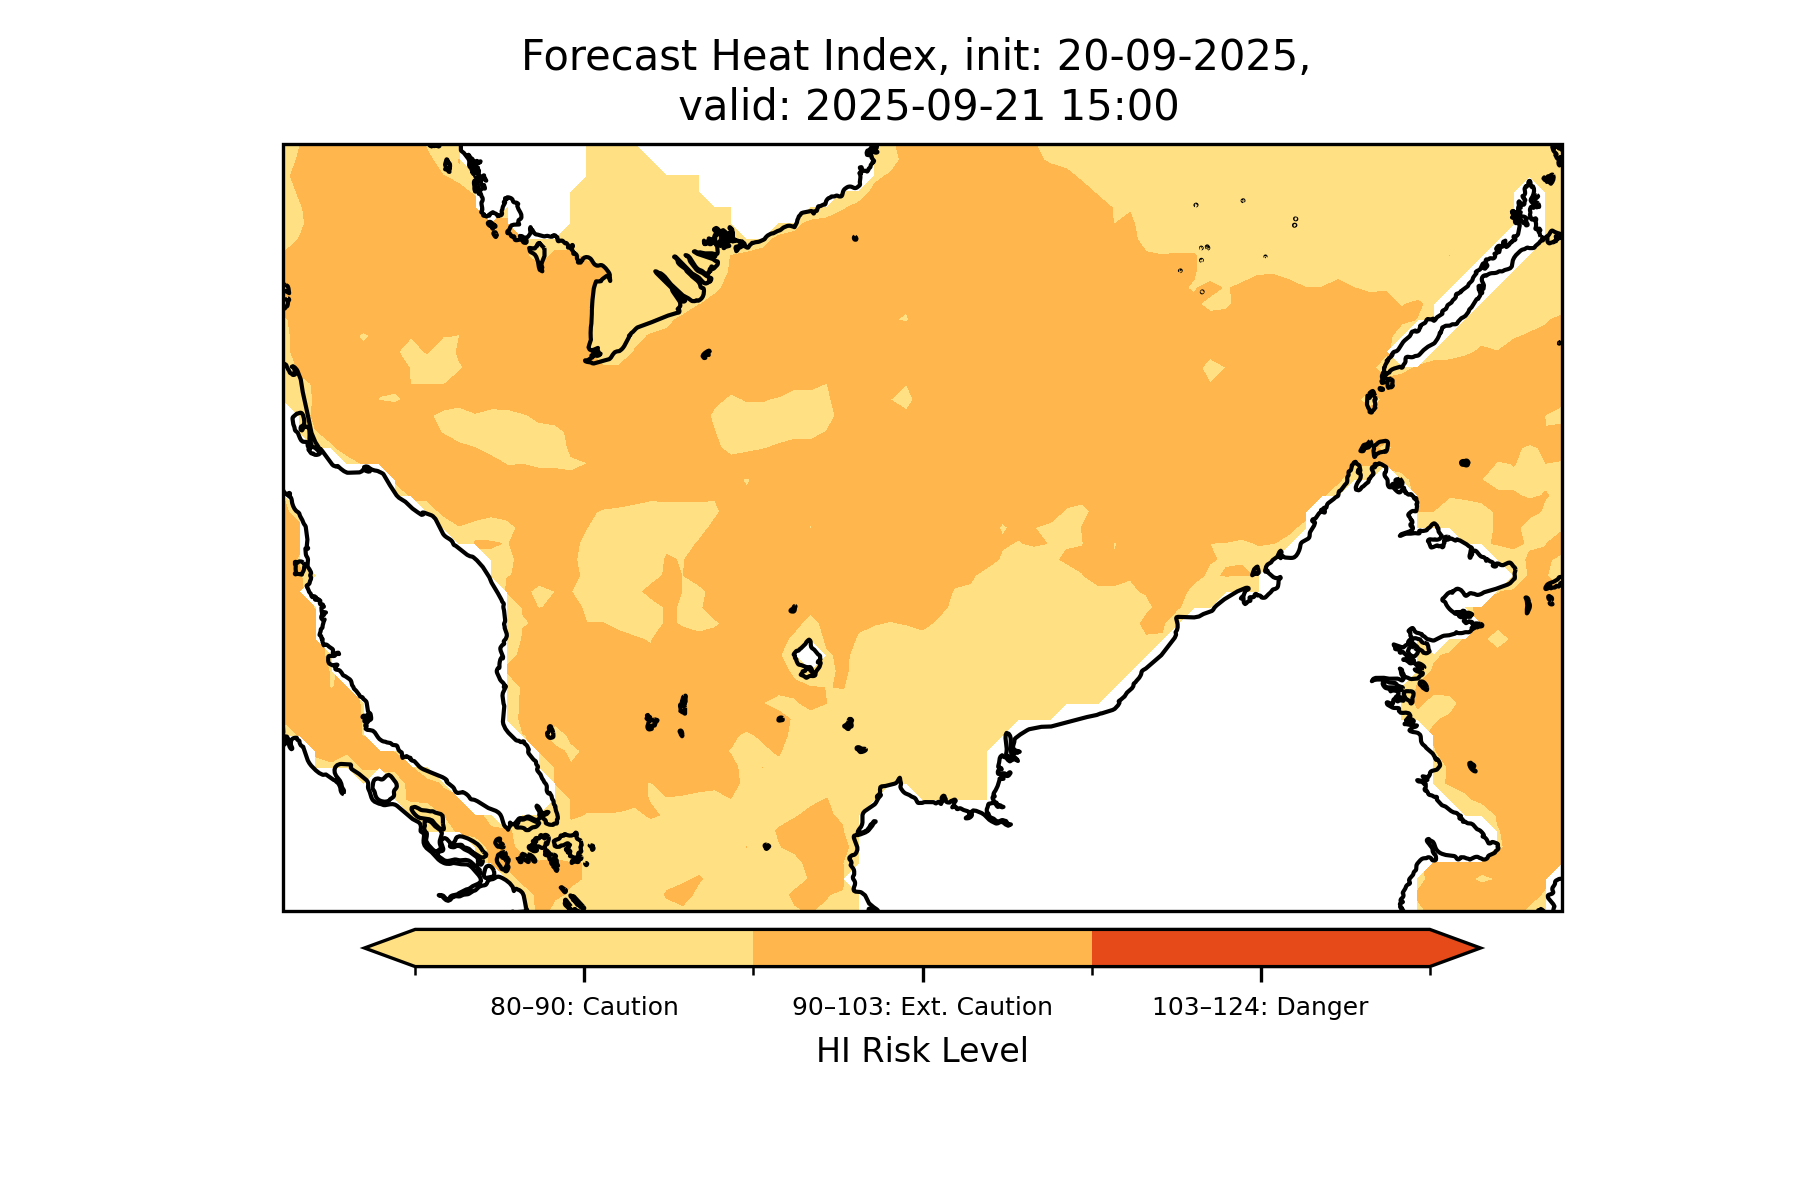 Forecast Heat Index, init: 20-09-2025,
valid: 2025-09-21 15:00
80–90: Caution
90–103: Ext. Caution
103–124: Danger
HI Risk Level